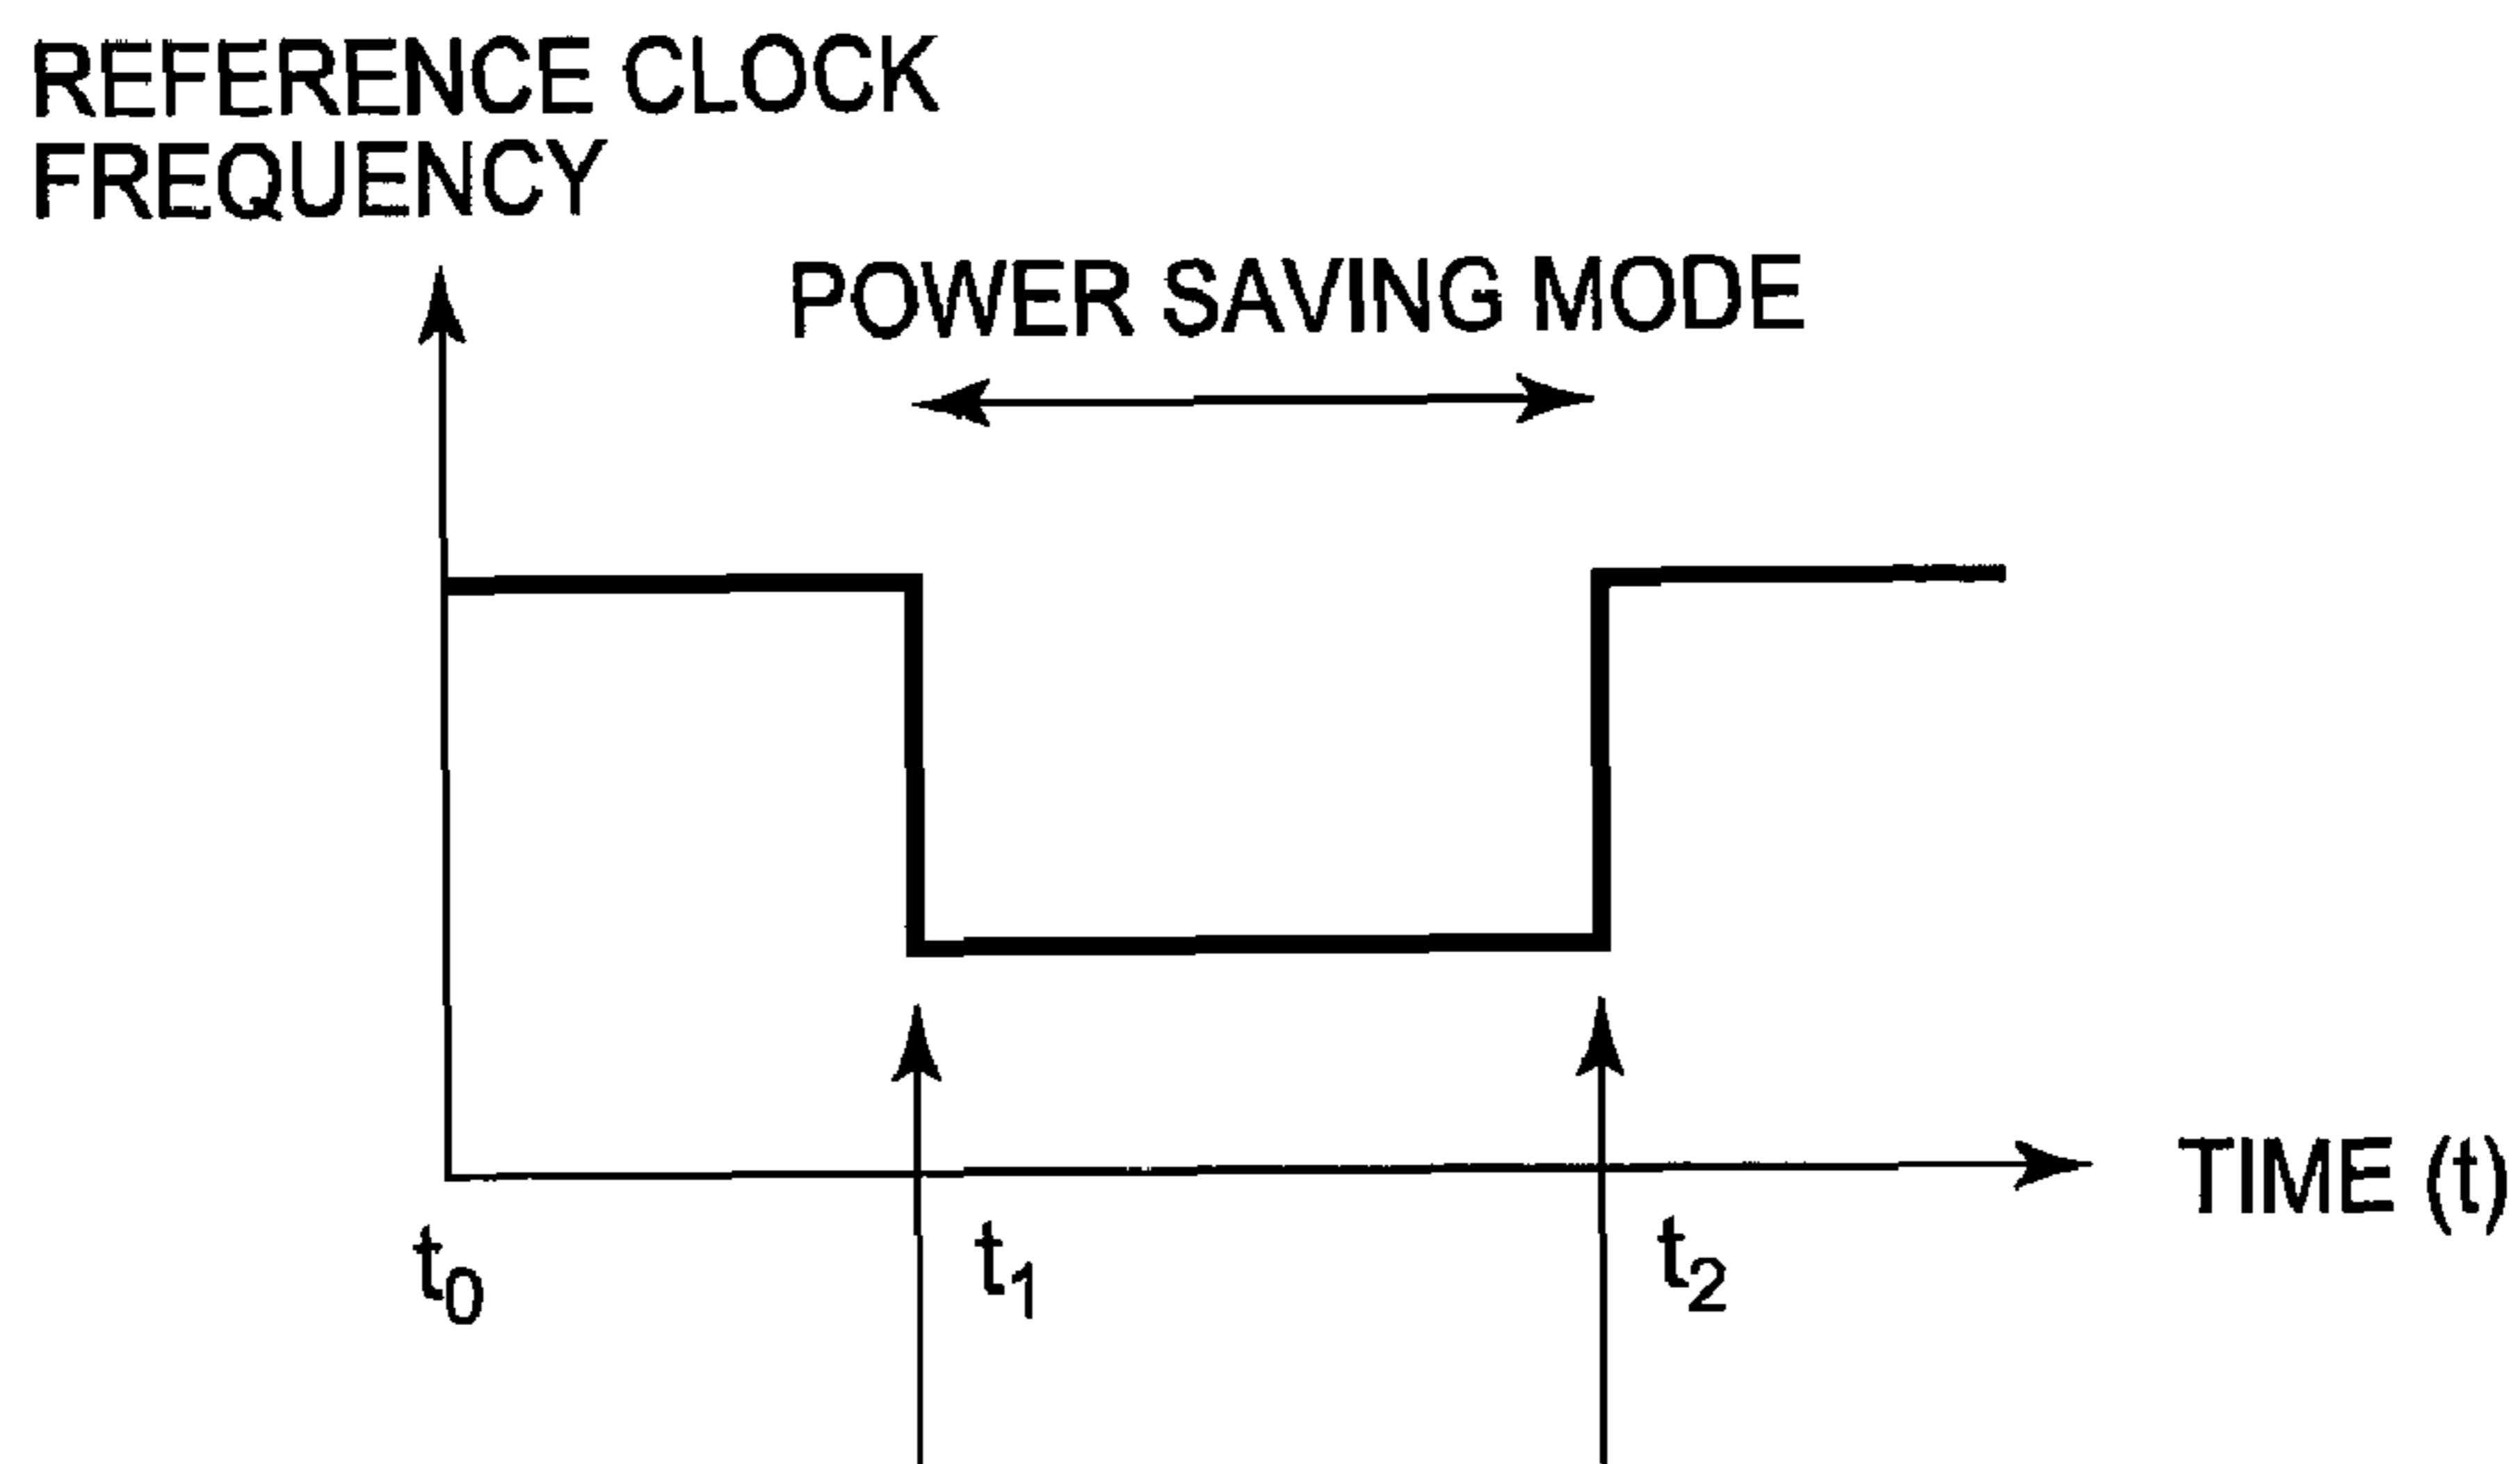 REFERENCE CLOCK
FREQUENCY
POWER SAVING MODE
TIME (t)
t₀
t₁
t₂